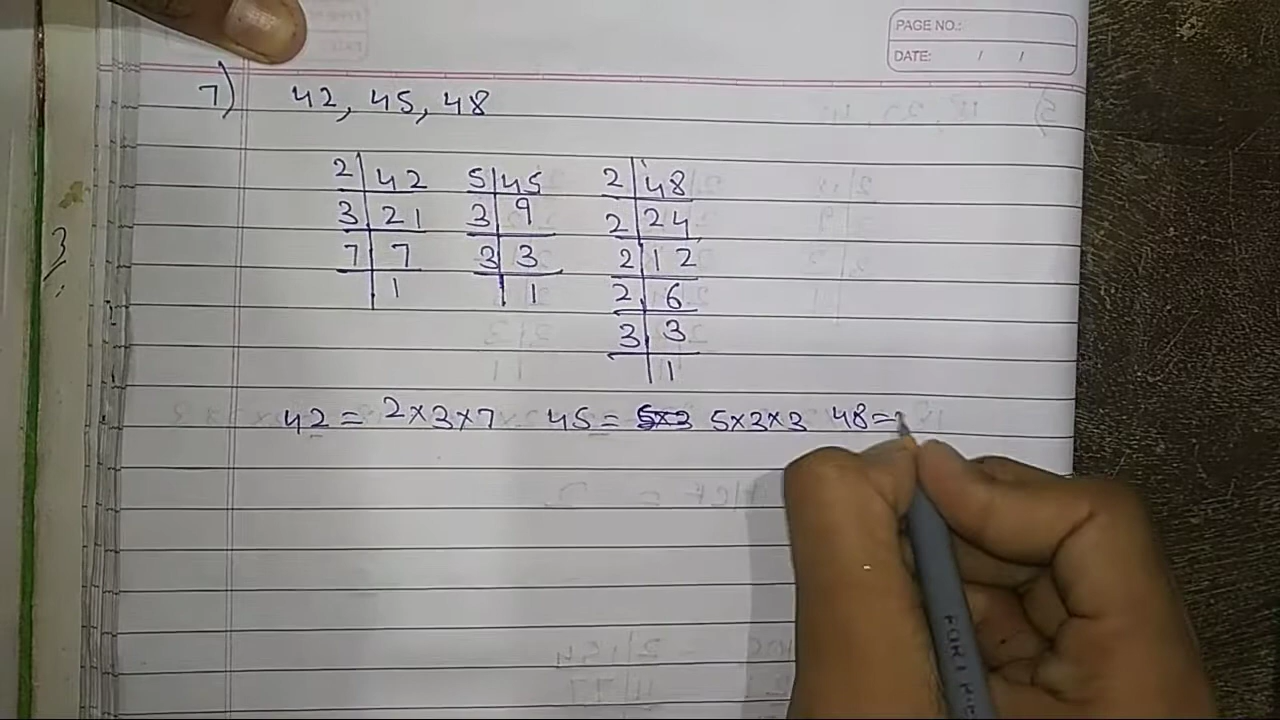 PAGE NO.:
DATE: / /
7) 42, 45, 48
2 42 5 45 2 48
3 21 3 9 2 24
7 7 3 3 2 12
1 1 2 6
3 3
1
42 = 2×3×7 45 = 5×3 5×3×3 48=